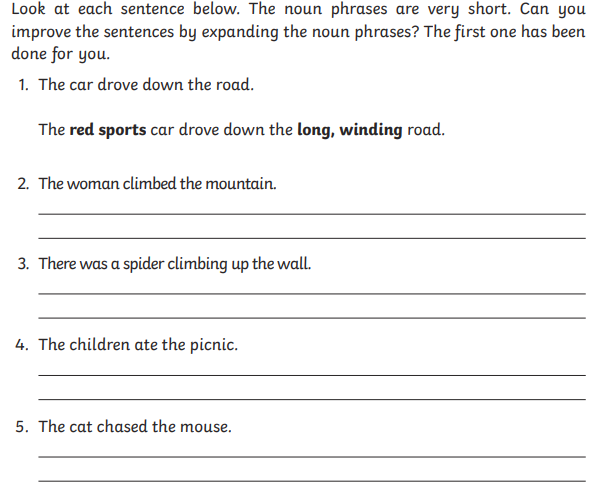 Look at each sentence below. The noun phrases are very short. Can you
improve the sentences by expanding the noun phrases? The first one has been
done for you.
1. The car drove down the road.
The red sports car drove down the long, winding road.
2. The woman climbed the mountain.
3. There was a spider climbing up the wall.
4. The children ate the picnic.
5. The cat chased the mouse.